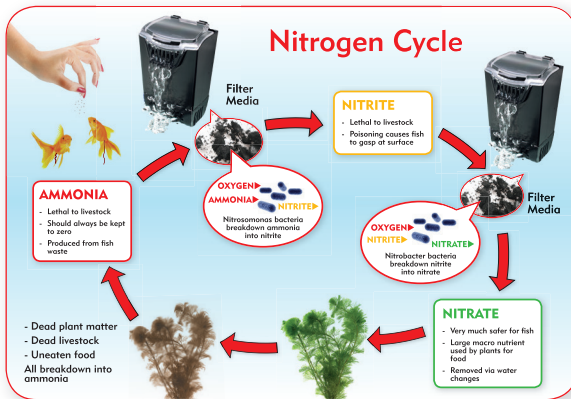 Nitrogen Cycle
Filter
Media
NITRITE
- Lethal to livestock
- Poisoning causes fish
to gasp at surface
AMMONIA
- Lethal to livestock
- Should always be kept
to zero
- Produced from fish
waste
OXYGEN
AMMONIA
NITRITE
Nitrosomonas bacteria
breakdown ammonia
into nitrite
Filter
Media
OXYGEN
NITRITE
NITRATE
Nitrobacter bacteria
breakdown nitrite
into nitrate
NITRATE
- Very much safer for fish
- Large macro nutrient
used by plants for
food
- Removed via water
changes
- Dead plant matter
- Dead livestock
- Uneaten food
All breakdown into
ammonia